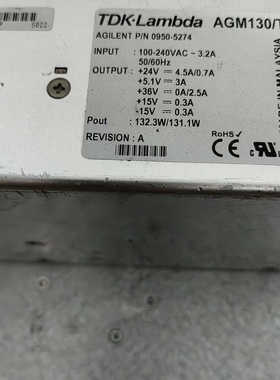 TDK-Lambda AGM130/
AGILENT P/N 0950-5274
INPUT : 100-240VAC ~ 3.2A
50/60Hz
OUTPUT : +24V ⎓ 4.5A/0.7A
+5.1V ⎓ 3A
+36V ⎓ 0A/2.5A
+15V ⎓ 0.3A
-15V ⎓ 0.3A
Pout : 132.3W/131.1W
REVISION : A
RoHS✓
CE
MALAYSIA